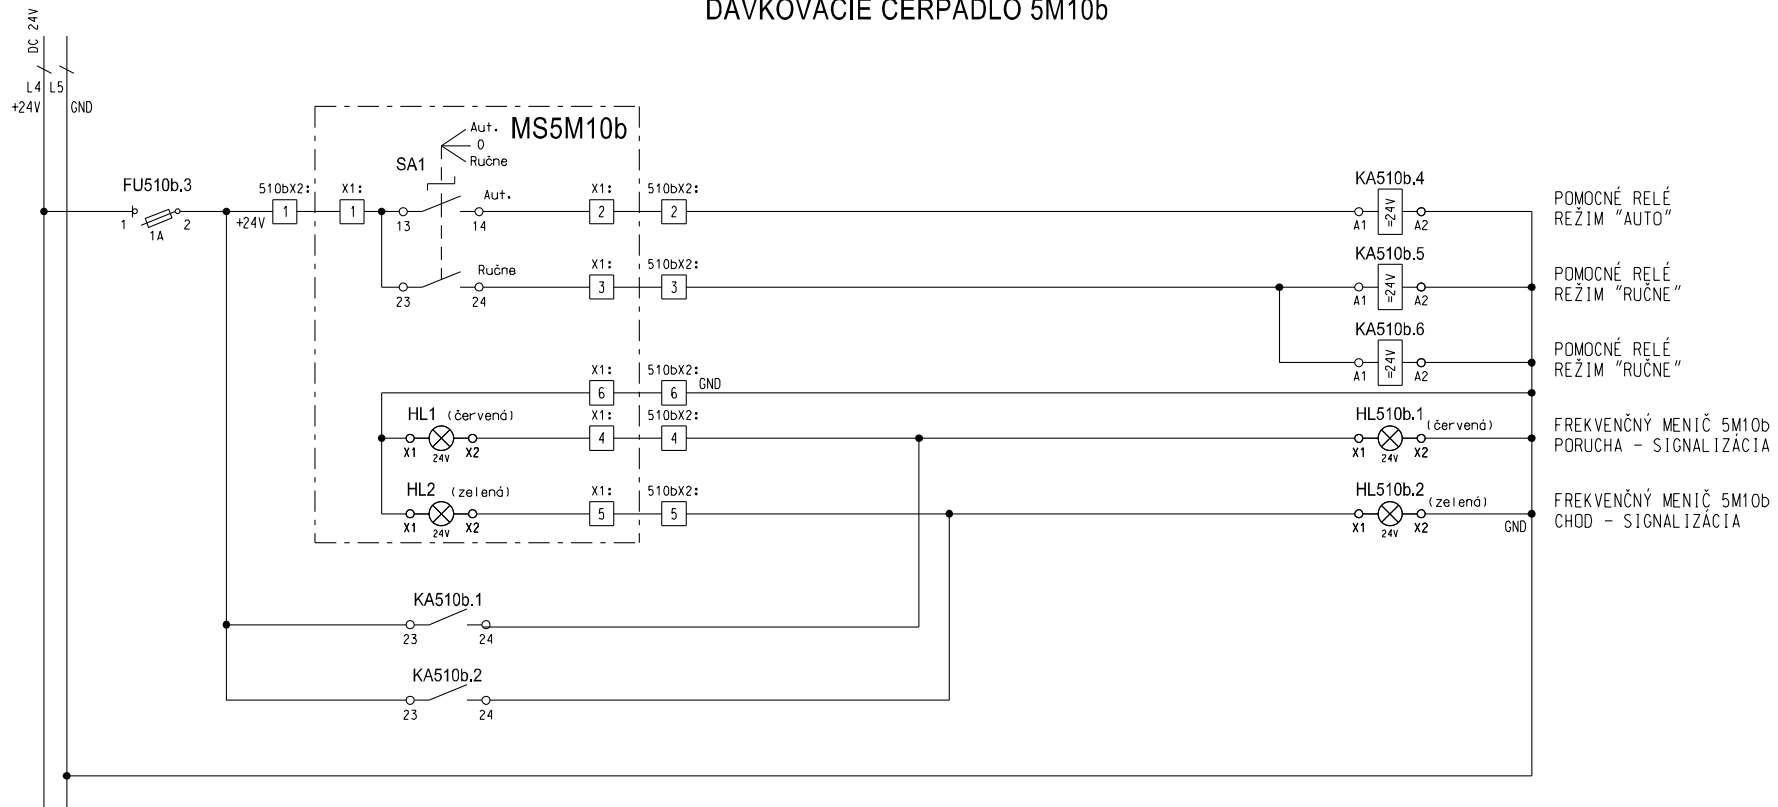 DÁVKOVACIE ČERPADLO 5M10b
DC 24V
L4 L5
+24V GND
MS5M10b
Aut.
0
Ručne
SA1
FU510b.3
1 2
1A
+24V
510bX2: X1:
1 1
Aut.
13 14
X1: 510bX2:
2 2
KA510b.4
=24V
A1 A2
POMOCNÉ RELÉ
REŽIM "AUTO"
Ručne
23 24
X1: 510bX2:
3 3
KA510b.5
=24V
A1 A2
POMOCNÉ RELÉ
REŽIM "RUČNE"
KA510b.6
=24V
A1 A2
POMOCNÉ RELÉ
REŽIM "RUČNE"
X1: 510bX2:
6 6 GND
HL1 (červená)
X1 24V X2
X1: 510bX2:
4 4
HL510b.1 (červená)
X1 24V X2
FREKVENČNÝ MENIČ 5M10b
PORUCHA - SIGNALIZÁCIA
HL2 (zelená)
X1 24V X2
X1: 510bX2:
5 5
HL510b.2 (zelená)
X1 24V X2
GND
FREKVENČNÝ MENIČ 5M10b
CHOD - SIGNALIZÁCIA
KA510b.1
23 24
KA510b.2
23 24